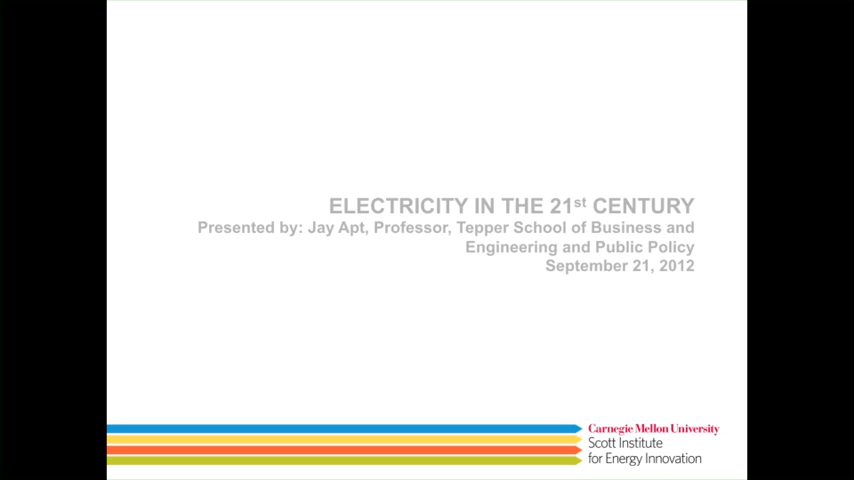 ELECTRICITY IN THE 21st CENTURY
Presented by: Jay Apt, Professor, Tepper School of Business and
Engineering and Public Policy
September 21, 2012
Carnegie Mellon University
Scott Institute
for Energy Innovation